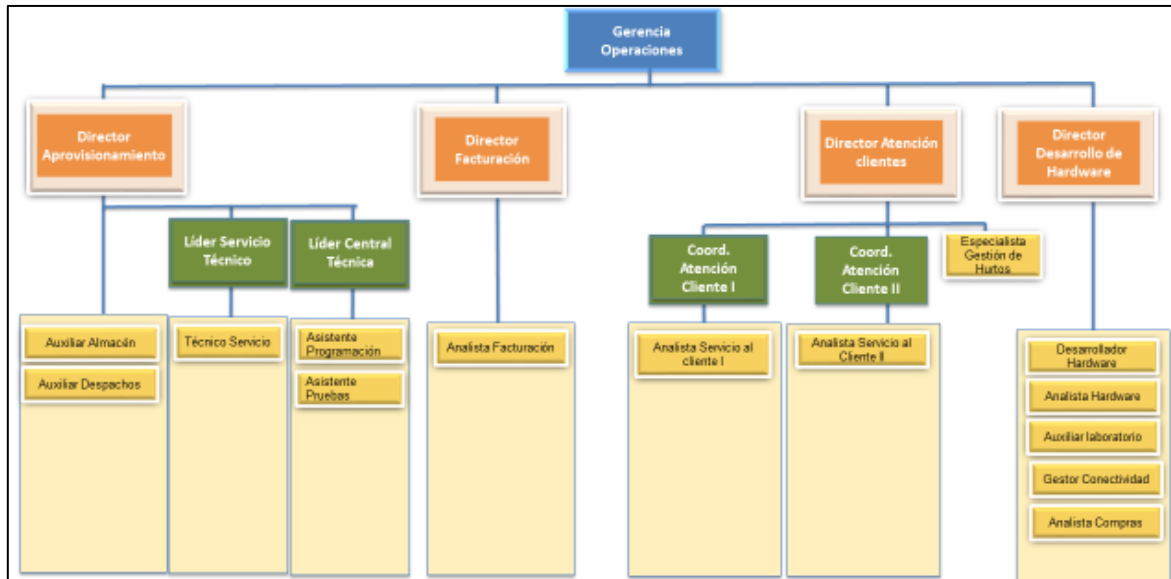 Gerencia
Operaciones
Director
Aprovisionamiento
Director
Facturación
Director Atención
clientes
Director
Desarrollo de
Hardware
Líder Servicio
Técnico
Líder Central
Técnica
Coord.
Atención
Cliente I
Coord.
Atención
Cliente II
Especialista
Gestión de
Hurtos
Auxiliar Almacén
Auxiliar Despachos
Técnico Servicio
Asistente
Programación
Asistente
Pruebas
Analista Facturación
Analista Servicio al
cliente I
Analista Servicio al
Cliente II
Desarrollador
Hardware
Analista Hardware
Auxiliar laboratorio
Gestor Conectividad
Analista Compras